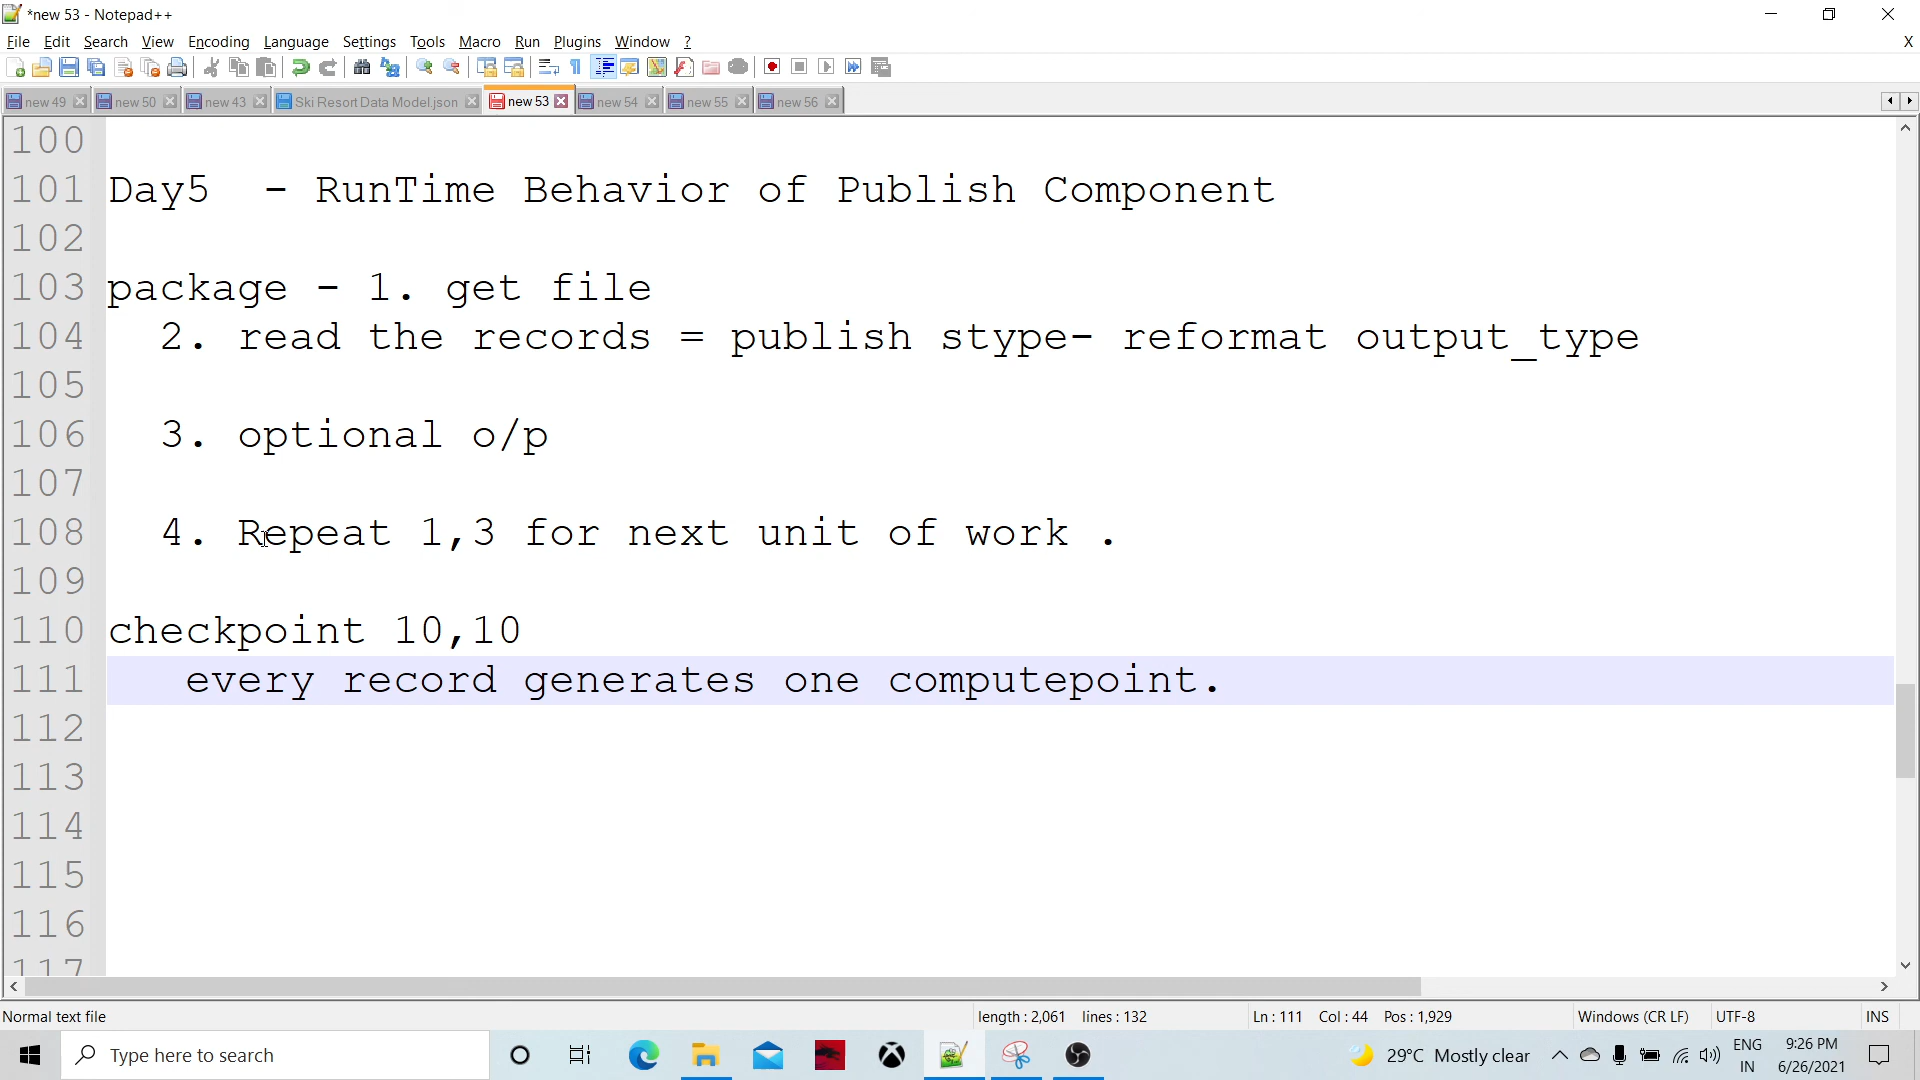 *new 53 - Notepad++
File Edit Search View Encoding Language Settings Tools Macro Run Plugins Window ? X
new 49 new 50 new 43 Ski Resort Data Model.json new 53 new 54 new 55 new 56
100
101 Day5  - RunTime Behavior of Publish Component
102
103 package - 1. get file
104   2. read the records = publish stype- reformat output_type
105
106   3. optional o/p
107
108   4. Repeat 1,3 for next unit of work .
109
110 checkpoint 10,10
111    every record generates one computepoint.
112
113
114
115
116
117
Normal text file length : 2,061 lines : 132 Ln : 111 Col : 44 Pos : 1,929 Windows (CR LF) UTF-8 INS
Type here to search 29°C Mostly clear ENG 9:26 PM
IN 6/26/2021